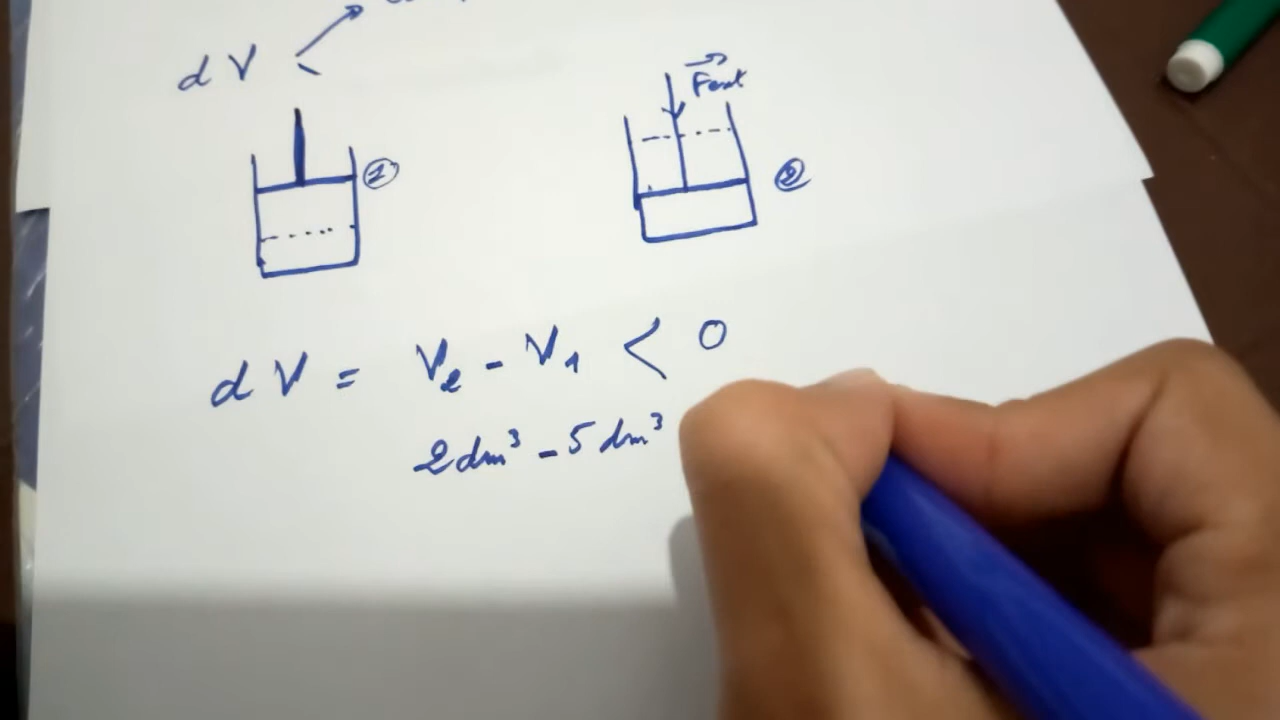 dV
Fext
1
2
dV = V₂ - V₁ < 0
2dm³ - 5dm³